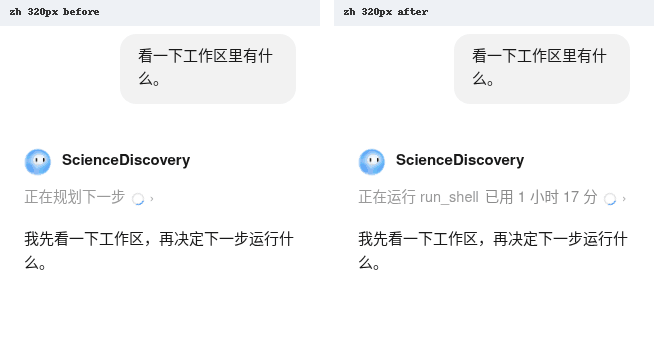 zh 320px before
看一下工作区里有什
么。
ScienceDiscovery
正在规划下一步 ›
我先看一下工作区，再决定下一步运行什
么。
zh 320px after
看一下工作区里有什
么。
ScienceDiscovery
正在运行 run_shell 已用 1 小时 17 分 ›
我先看一下工作区，再决定下一步运行什
么。